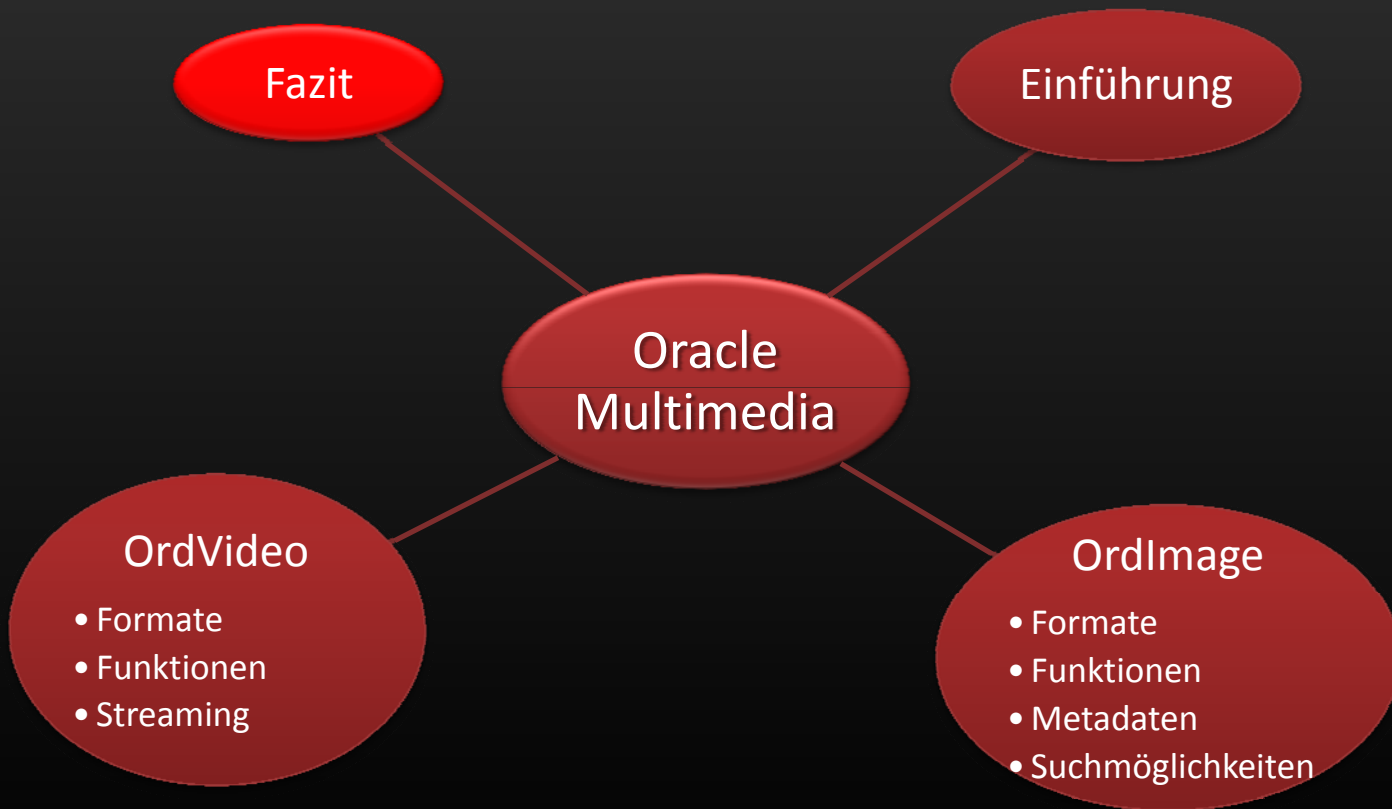 Fazit
Einführung
Oracle
Multimedia
OrdVideo
• Formate
• Funktionen
• Streaming
OrdImage
• Formate
• Funktionen
• Metadaten
• Suchmöglichkeiten